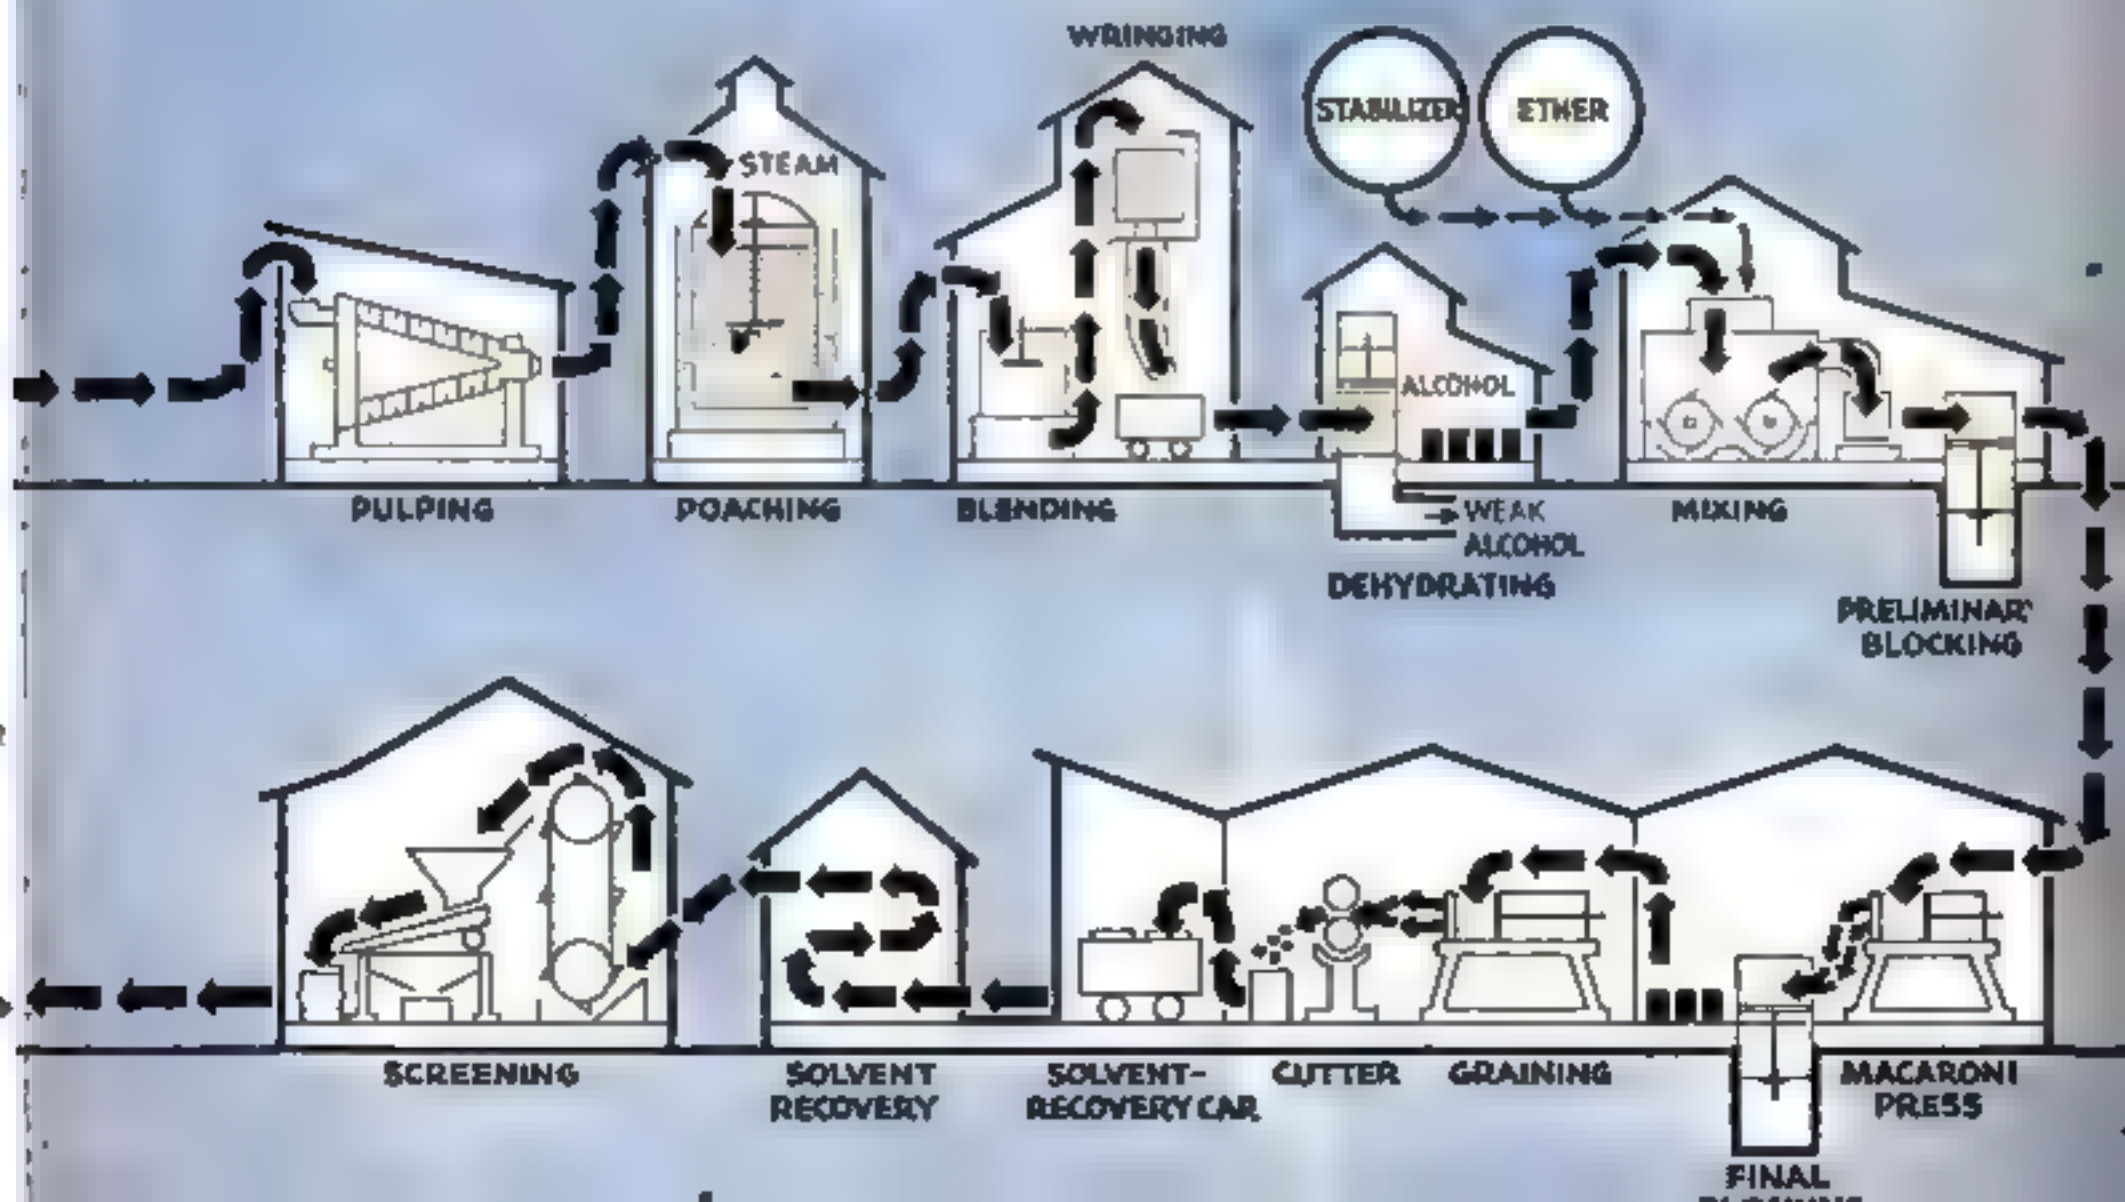 WRINGING
STABILIZER
ETHER
STEAM
ALCOHOL
PULPING
POACHING
BLENDING
WEAK
ALCOHOL
DEHYDRATING
MIXING
PRELIMINARY
BLOCKING
SCREENING
SOLVENT
RECOVERY
SOLVENT-
RECOVERY CAR
CUTTER
GRAINING
MACARONI
PRESS
FINAL